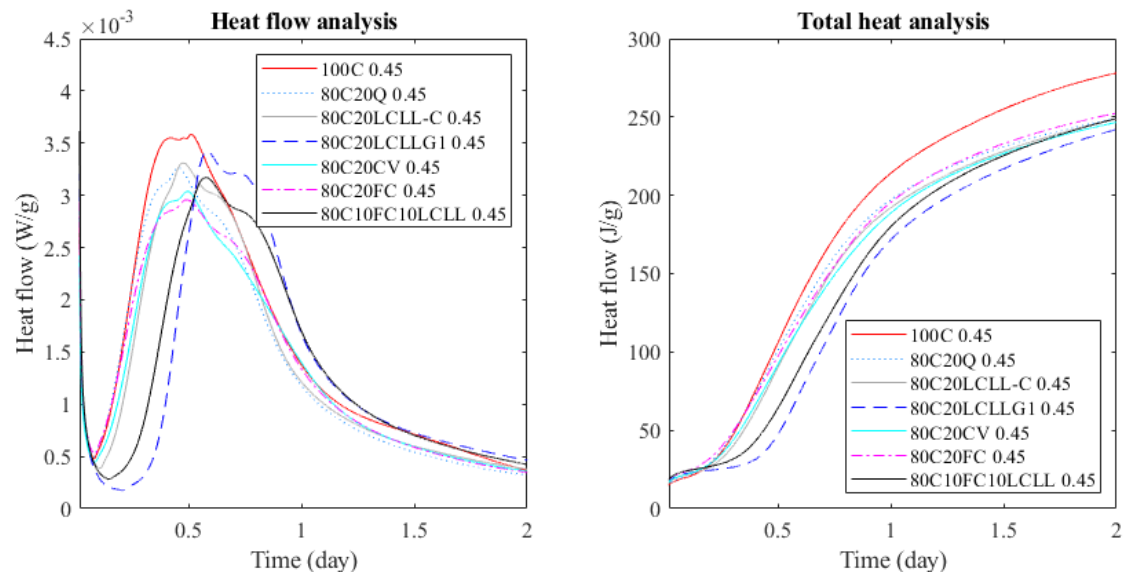 Heat flow analysis
×10-3
4.5
4
3.5
3
2.5
2
1.5
1
0.5
0
Heat flow (W/g)
100C 0.45
80C20Q 0.45
80C20LCLL-C 0.45
80C20LCLLG1 0.45
80C20CV 0.45
80C20FC 0.45
80C10FC10LCLL 0.45
0.5
1
1.5
2
Time (day)
Total heat analysis
300
250
200
150
100
50
0
Heat flow (J/g)
100C 0.45
80C20Q 0.45
80C20LCLL-C 0.45
80C20LCLLG1 0.45
80C20CV 0.45
80C20FC 0.45
80C10FC10LCLL 0.45
0.5
1
1.5
2
Time (day)